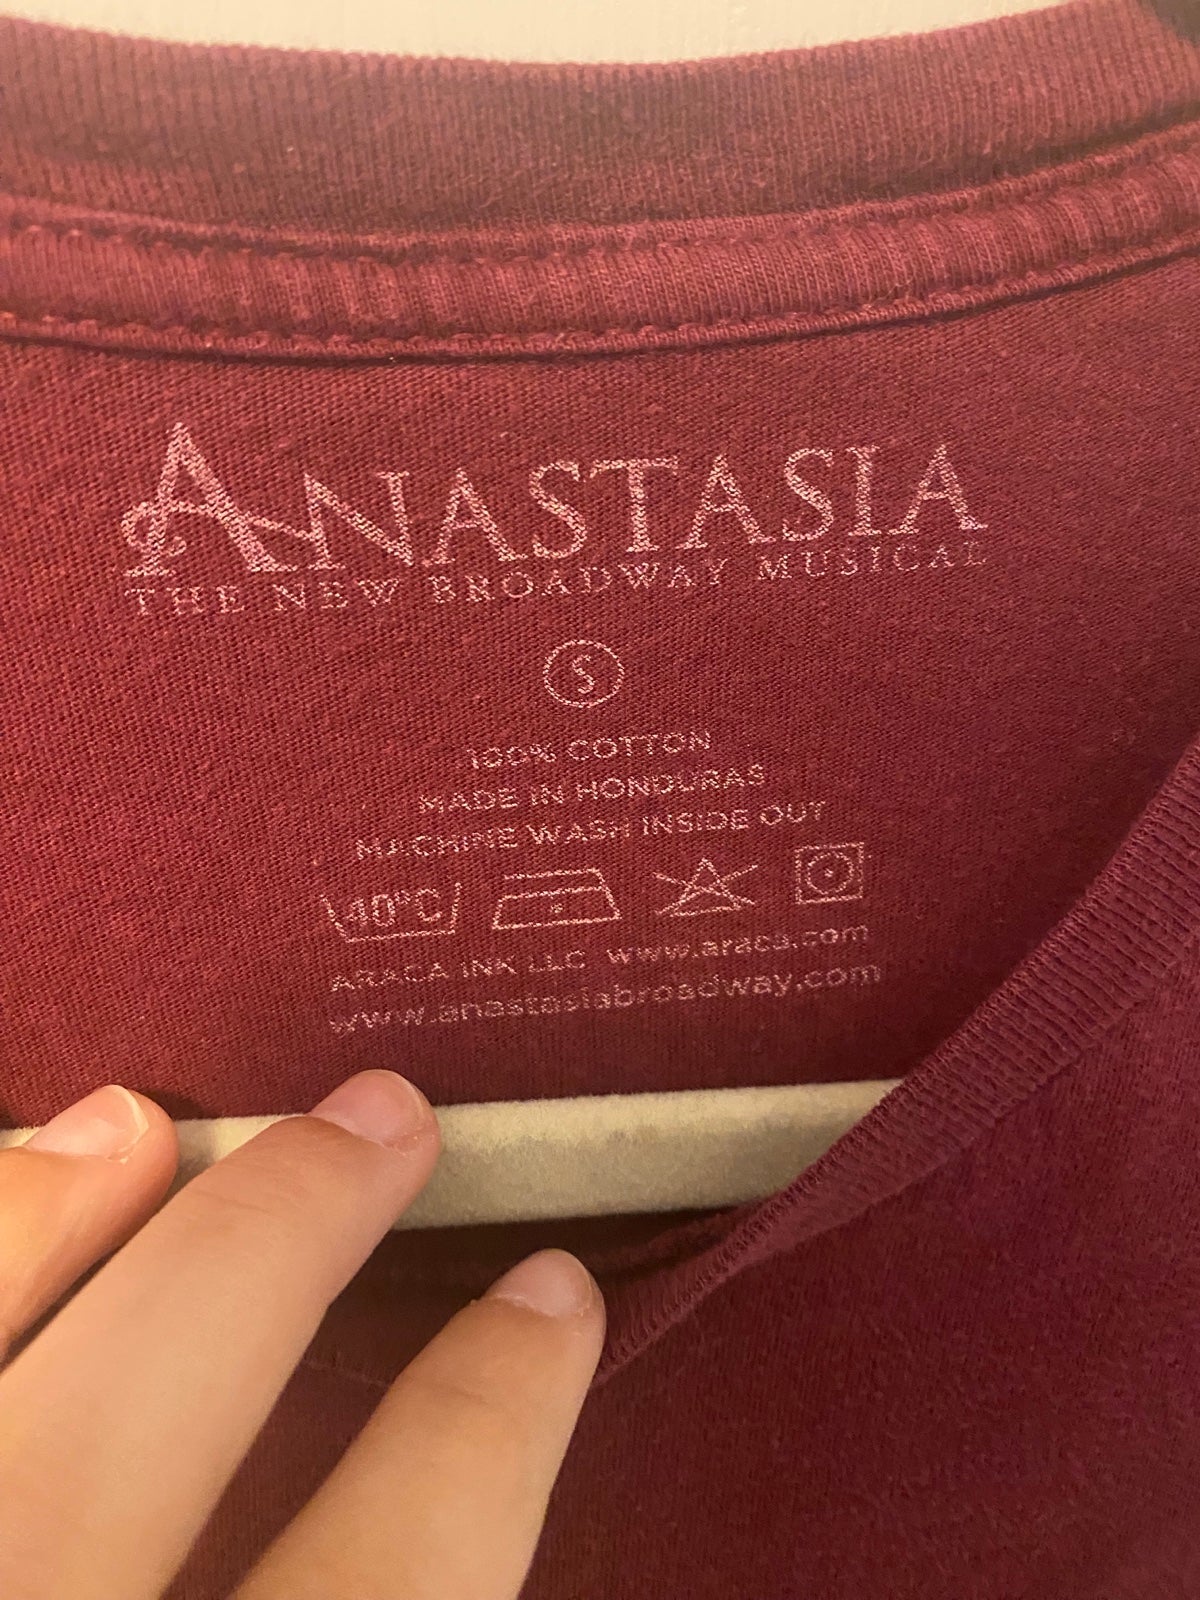 ANASTASIA
THE NEW BROADWAY MUSICAL
S
100% COTTON
MADE IN HONDURAS
MACHINE WASH INSIDE OUT
40°C
ARACA INK LLC www.araca.com
www.anastasiabroadway.com